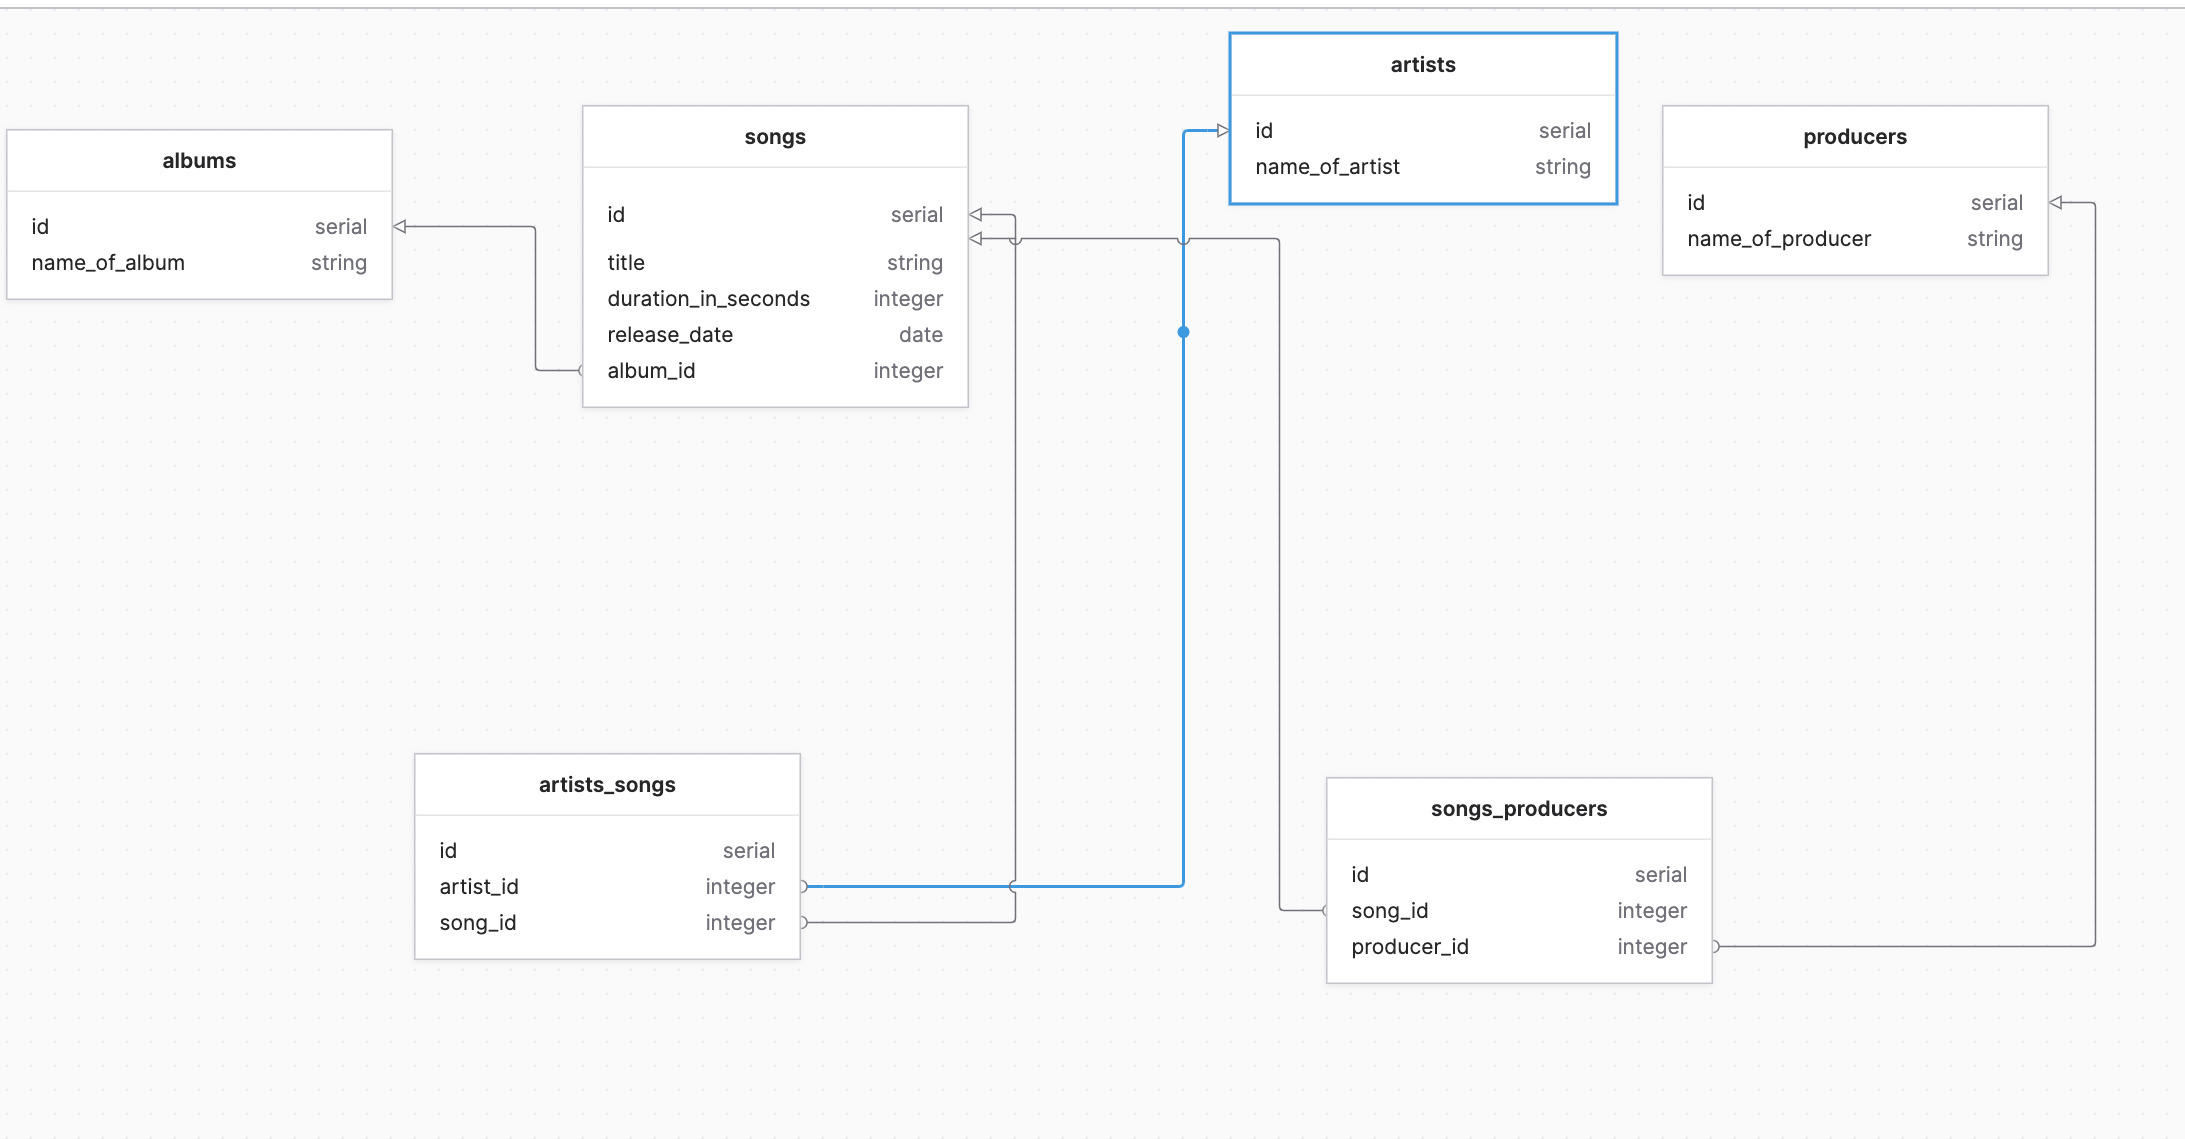 albums
id serial
name_of_album string
songs
id serial
title string
duration_in_seconds integer
release_date date
album_id integer
artists
id serial
name_of_artist string
producers
id serial
name_of_producer string
artists_songs
id serial
artist_id integer
song_id integer
songs_producers
id serial
song_id integer
producer_id integer